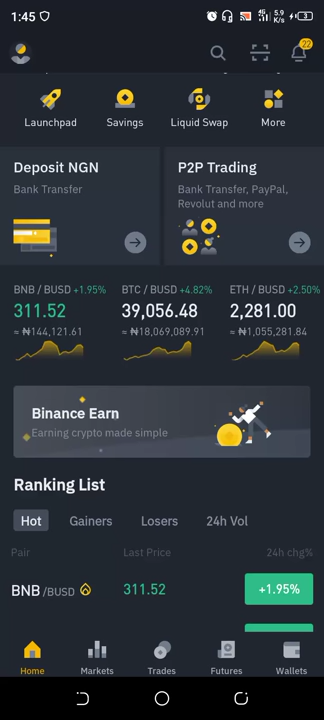 1:45
4G
5.9
K/s
3
22
Launchpad
Savings
Liquid Swap
More
Deposit NGN
Bank Transfer
P2P Trading
Bank Transfer, PayPal,
Revolut and more
BNB / BUSD +1.95%
311.52
≈ ₦144,121.61
BTC / BUSD +4.82%
39,056.48
≈ ₦18,069,089.91
ETH / BUSD +2.50%
2,281.00
≈ ₦1,055,281.84
Binance Earn
Earning crypto made simple
Ranking List
Hot Gainers Losers 24h Vol
Pair Last Price 24h chg%
BNB /BUSD 311.52 +1.95%
Home Markets Trades Futures Wallets